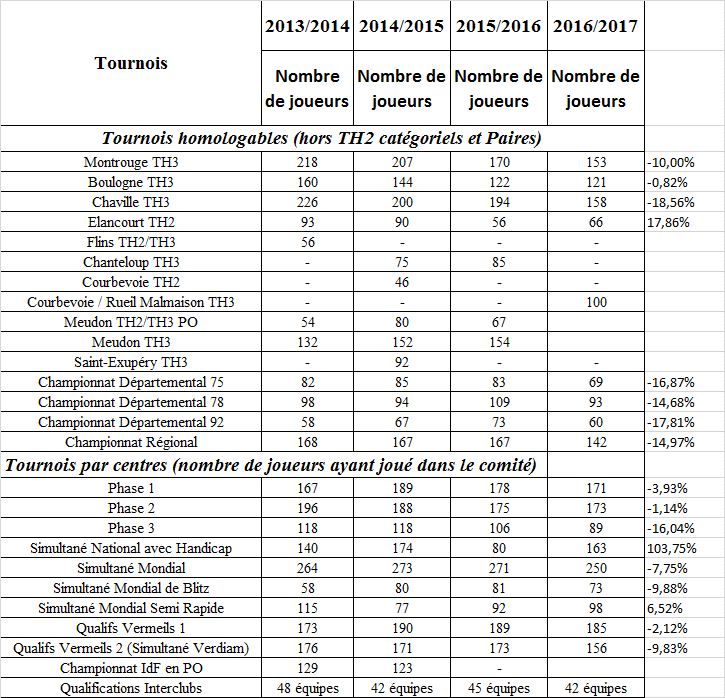 Tournois 2013/2014 2014/2015 2015/2016 2016/2017
Nombre de joueurs Nombre de joueurs Nombre de joueurs Nombre de joueurs
Tournois homologables (hors TH2 catégoriels et Paires)
Montrouge TH3 218 207 170 153 -10,00%
Boulogne TH3 160 144 122 121 -0,82%
Chaville TH3 226 200 194 158 -18,56%
Elancourt TH2 93 90 56 66 17,86%
Flins TH2/TH3 56 - - -
Chanteloup TH3 - 75 85 -
Courbevoie TH2 - 46 - -
Courbevoie / Rueil Malmaison TH3 - - - 100
Meudon TH2/TH3 PO 54 80 67
Meudon TH3 132 152 154
Saint-Exupéry TH3 - 92 - -
Championnat Départemental 75 82 85 83 69 -16,87%
Championnat Départemental 78 98 94 109 93 -14,68%
Championnat Départemental 92 58 67 73 60 -17,81%
Championnat Régional 168 167 167 142 -14,97%
Tournois par centres (nombre de joueurs ayant joué dans le comité)
Phase 1 167 189 178 171 -3,93%
Phase 2 196 188 175 173 -1,14%
Phase 3 118 118 106 89 -16,04%
Simultané National avec Handicap 140 174 80 163 103,75%
Simultané Mondial 264 273 271 250 -7,75%
Simultané Mondial de Blitz 58 80 81 73 -9,88%
Simultané Mondial Semi Rapide 115 77 92 98 6,52%
Qualifs Vermeils 1 173 190 189 185 -2,12%
Qualifs Vermeils 2 (Simultané Verdiam) 176 171 173 156 -9,83%
Championnat IdF en PO 129 123 -
Qualifications Interclubs 48 équipes 42 équipes 45 équipes 42 équipes